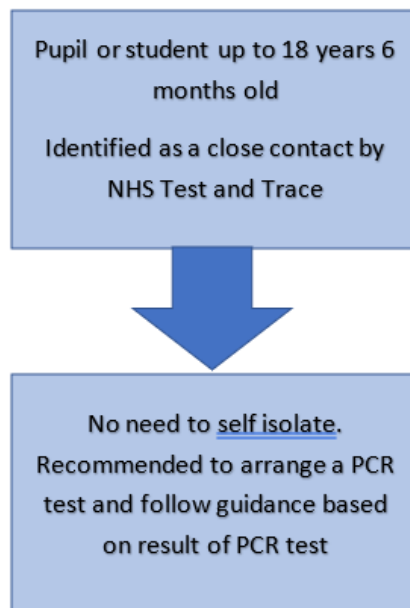 Pupil or student up to 18 years 6
months old
Identified as a close contact by
NHS Test and Trace
No need to self isolate.
Recommended to arrange a PCR
test and follow guidance based
on result of PCR test